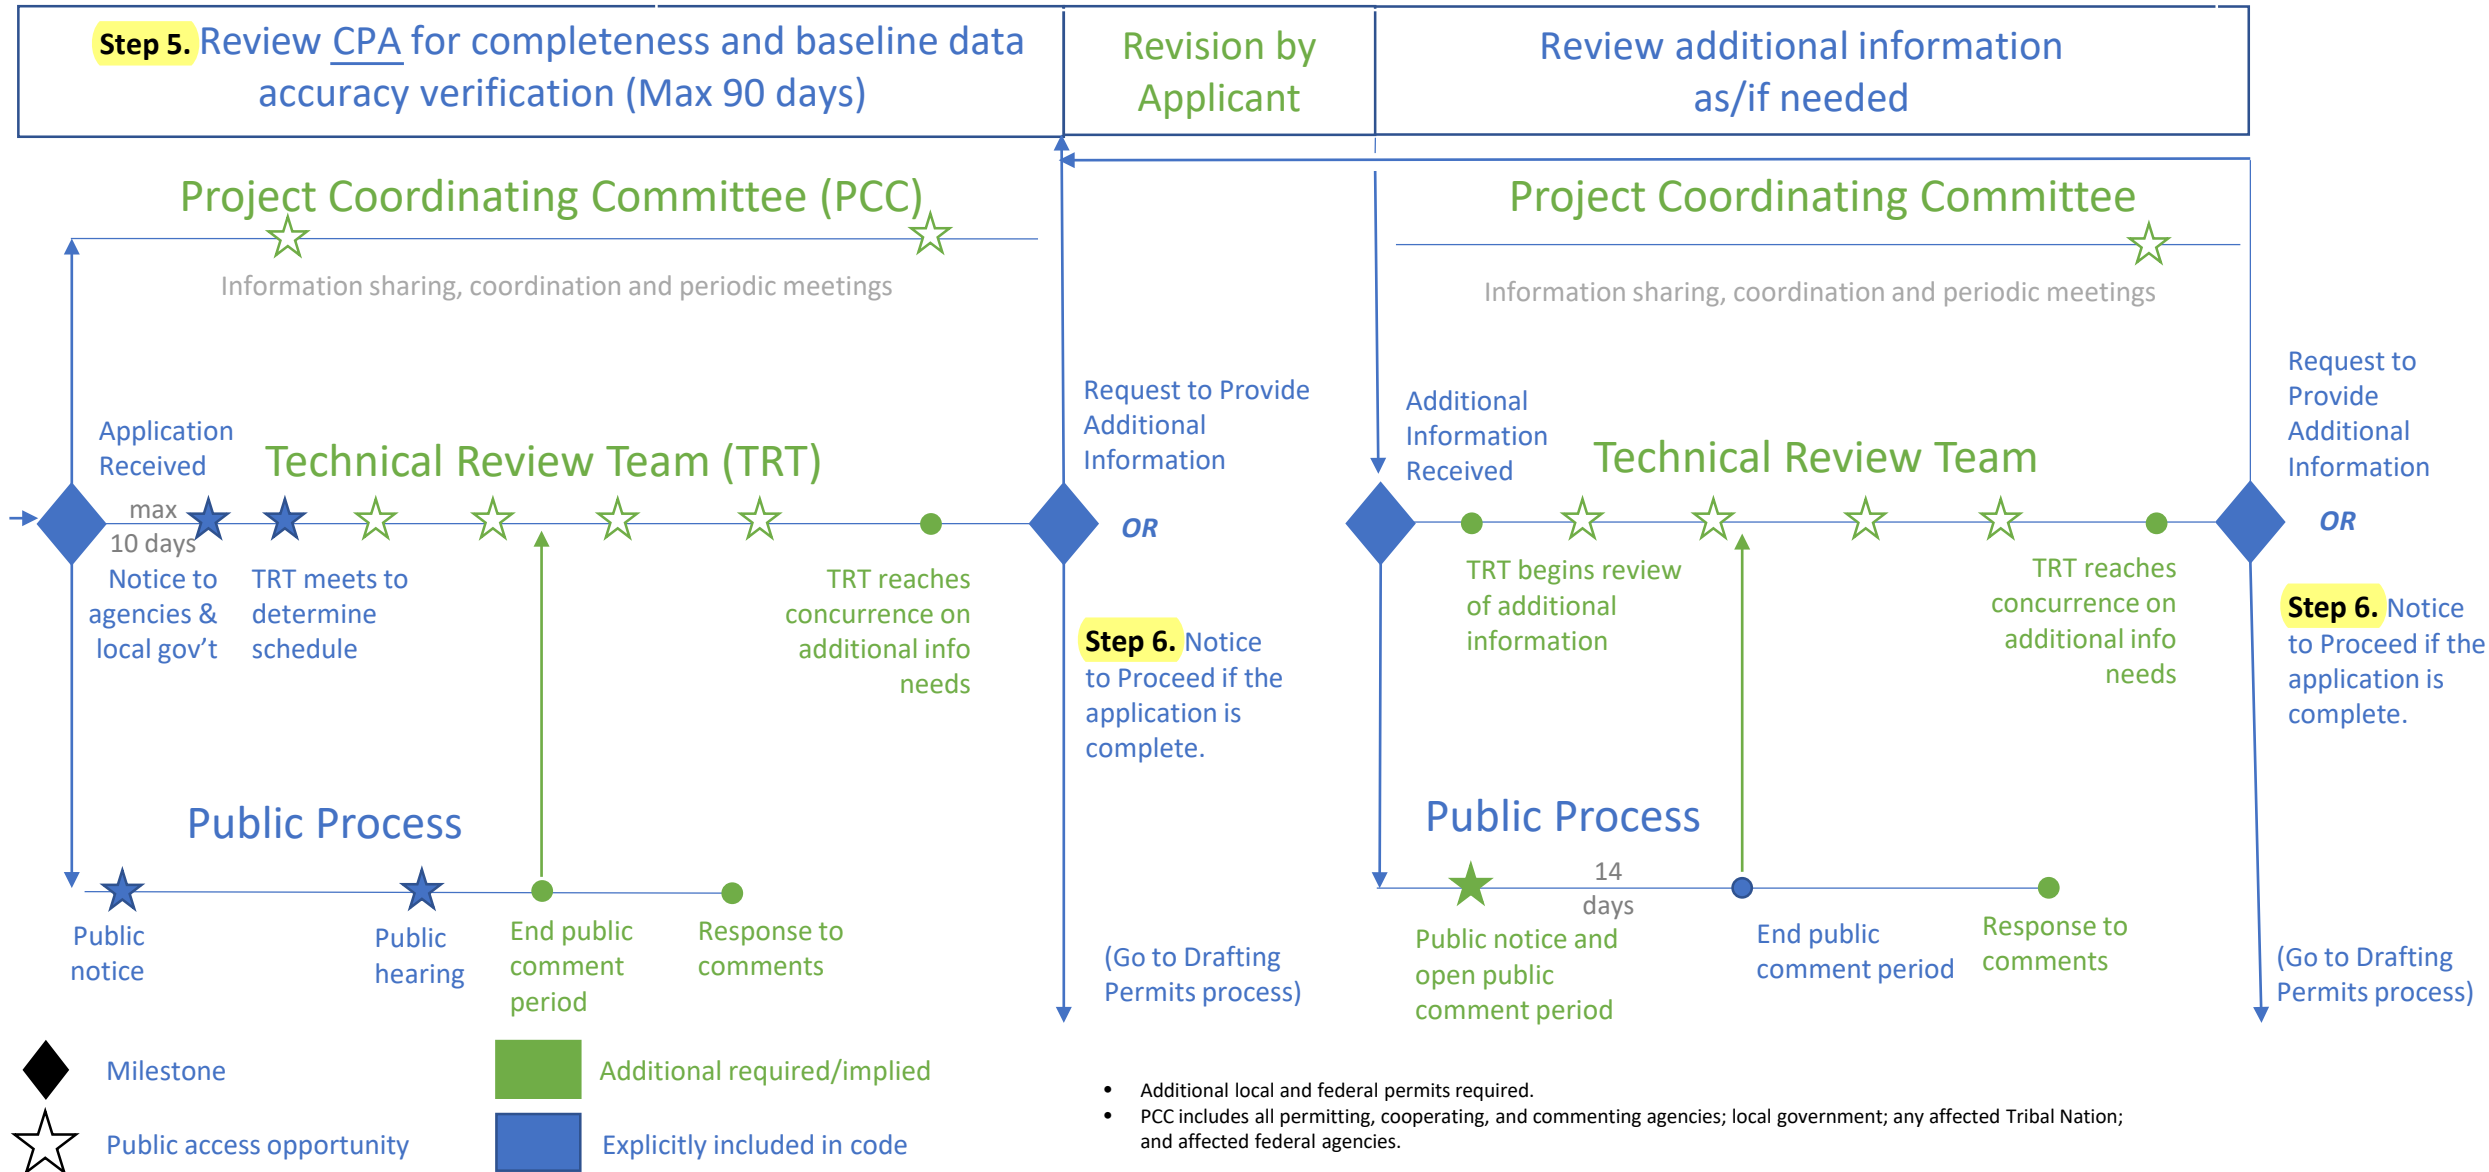 Step 5. Review CPA for completeness and baseline data
accuracy verification (Max 90 days)
Revision by
Applicant
Review additional information
as/if needed
Project Coordinating Committee (PCC)
Information sharing, coordination and periodic meetings
Project Coordinating Committee
Information sharing, coordination and periodic meetings
Application
Received
Technical Review Team (TRT)
max
10 days
Notice to
agencies &
local gov't
TRT meets to
determine
schedule
TRT reaches
concurrence on
additional info
needs
Request to Provide
Additional
Information
OR
Step 6. Notice
to Proceed if the
application is
complete.
(Go to Drafting
Permits process)
Additional
Information
Received
Technical Review Team
TRT begins review
of additional
information
TRT reaches
concurrence on
additional info
needs
Request to
Provide
Additional
Information
OR
Step 6. Notice
to Proceed if the
application is
complete.
(Go to Drafting
Permits process)
Public Process
Public
notice
Public
hearing
End public
comment
period
Response to
comments
Public Process
14
days
Public notice and
open public
comment period
End public
comment period
Response to
comments
Milestone
Public access opportunity
Additional required/implied
Explicitly included in code
• Additional local and federal permits required.
• PCC includes all permitting, cooperating, and commenting agencies; local government; any affected Tribal Nation;
and affected federal agencies.